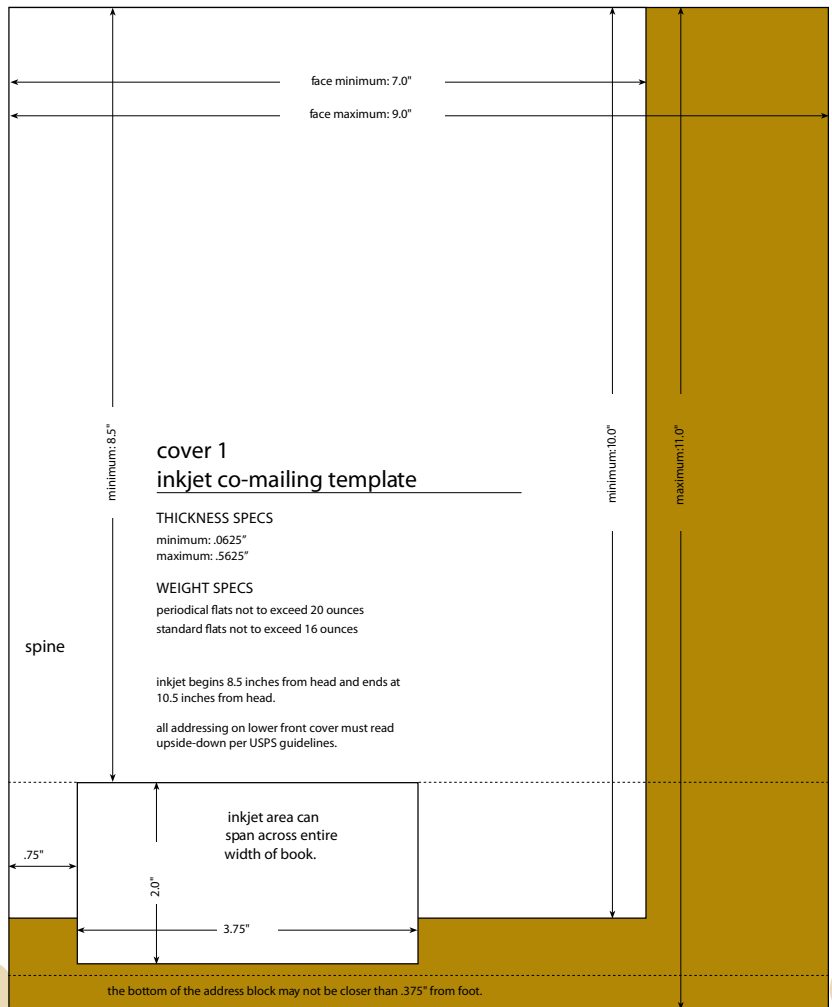 face minimum: 7.0"
face maximum: 9.0"
minimum: 8.5"
minimum:10.0"
maximum:11.0"
cover 1
inkjet co-mailing template
THICKNESS SPECS
minimum: .0625"
maximum: .5625"
WEIGHT SPECS
periodical flats not to exceed 20 ounces
standard flats not to exceed 16 ounces
spine
inkjet begins 8.5 inches from head and ends at
10.5 inches from head.
all addressing on lower front cover must read
upside-down per USPS guidelines.
inkjet area can
span across entire
width of book.
.75"
2.0"
3.75"
the bottom of the address block may not be closer than .375" from foot.